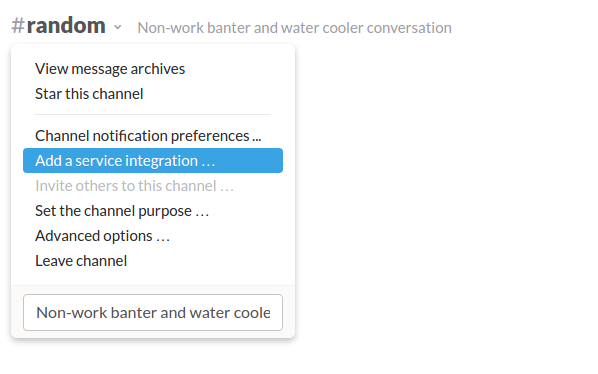 #random Non-work banter and water cooler conversation
View message archives
Star this channel
Channel notification preferences ...
Add a service integration ...
Invite others to this channel ...
Set the channel purpose ...
Advanced options ...
Leave channel
Non-work banter and water coole